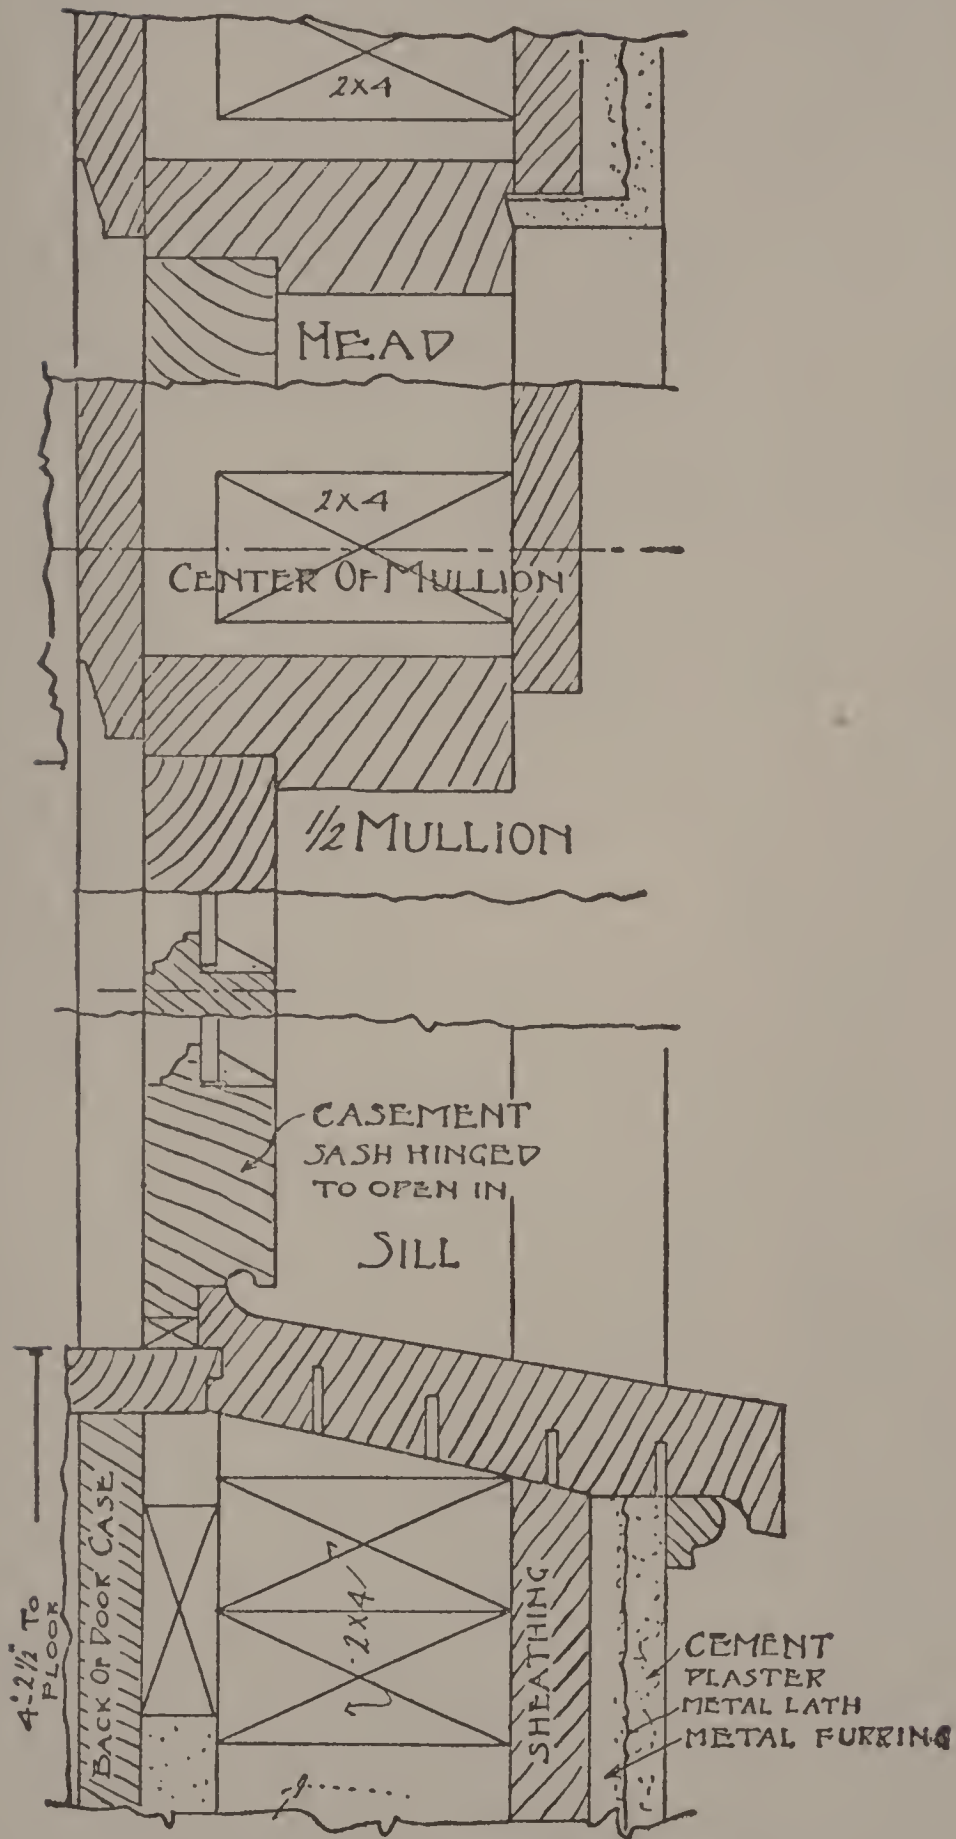 2X4
HEAD
2X4
CENTER OF MULLION
1/2 MULLION
CASEMENT
SASH HINGED
TO OPEN IN
SILL
4'-2½" TO
FLOOR
BACK OF DOOR CASE
2X4
SHEATHING
CEMENT
PLASTER
METAL LATH
METAL FURRING